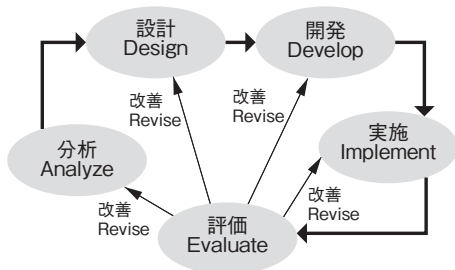 設計
Design
開発
Develop
改善
Revise
改善
Revise
分析
Analyze
実施
Implement
改善
Revise
改善
Revise
評価
Evaluate